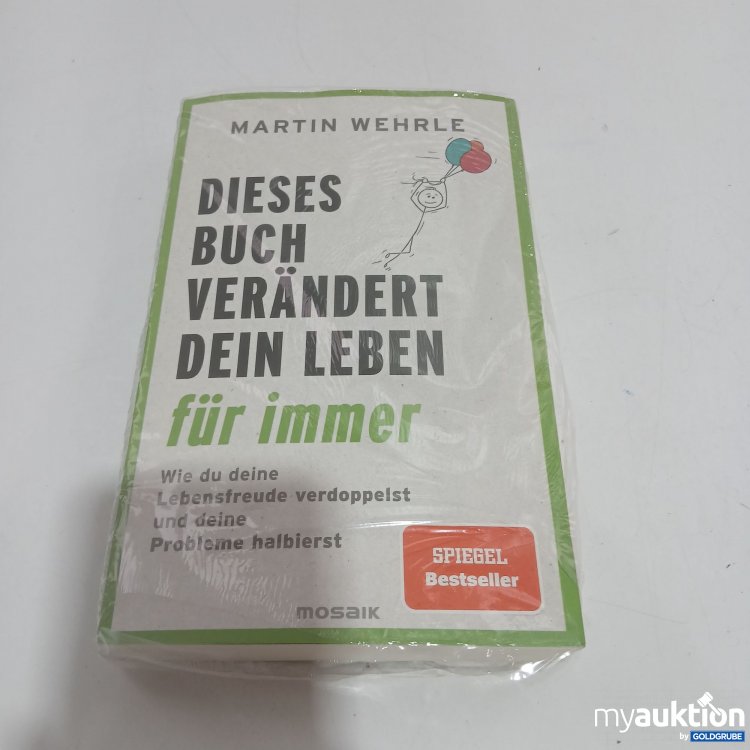 MARTIN WEHRLE
DIESES
BUCH
VERÄNDERT
DEIN LEBEN
für immer
Wie du deine
Lebensfreude verdoppelst
und deine
Probleme halbierst
SPIEGEL
Bestseller
mosaik
myauktion
by GOLDGRUBE